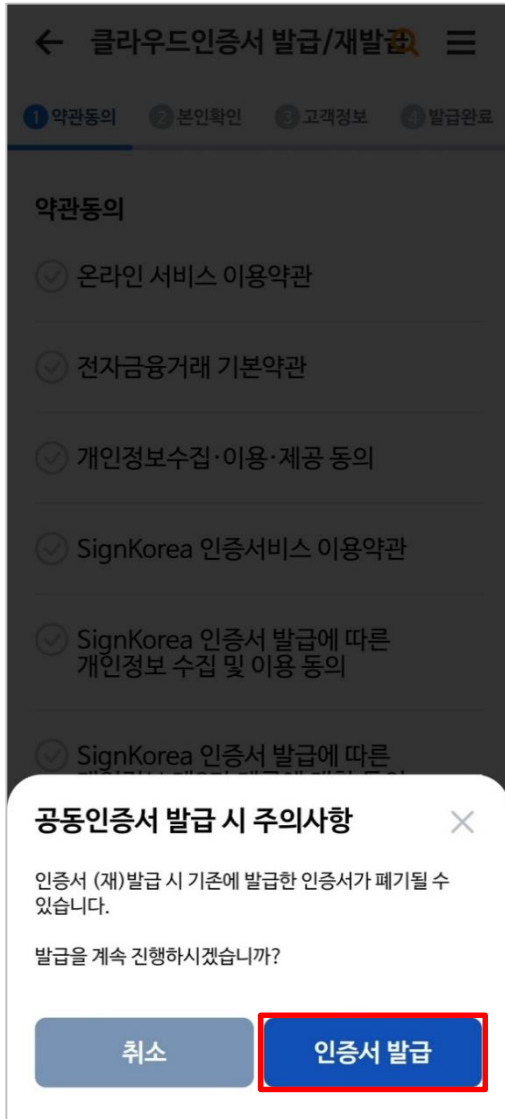 클라우드인증서 발급/재발급
1 약관동의 2 본인확인 3 고객정보 4 발급완료
약관동의
온라인 서비스 이용약관
전자금융거래 기본약관
개인정보수집·이용·제공 동의
SignKorea 인증서비스 이용약관
SignKorea 인증서 발급에 따른
개인정보 수집 및 이용 동의
SignKorea 인증서 발급에 따른
공동인증서 발급 시 주의사항
인증서 (재)발급 시 기존에 발급한 인증서가 폐기될 수
있습니다.
발급을 계속 진행하시겠습니까?
취소 인증서 발급